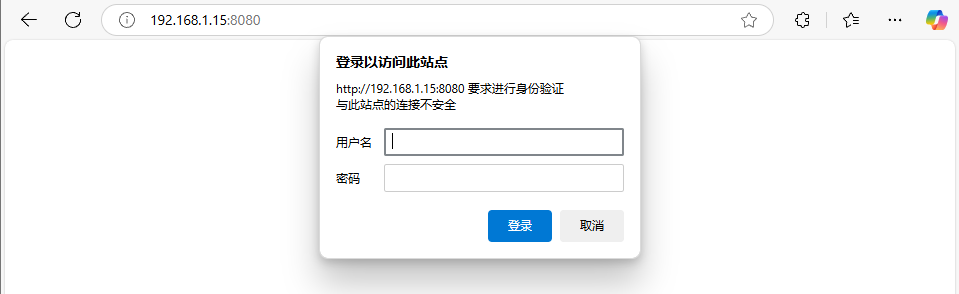 192.168.1.15:8080
登录以访问此站点
http://192.168.1.15:8080 要求进行身份验证
与此站点的连接不安全
用户名
密码
登录 取消